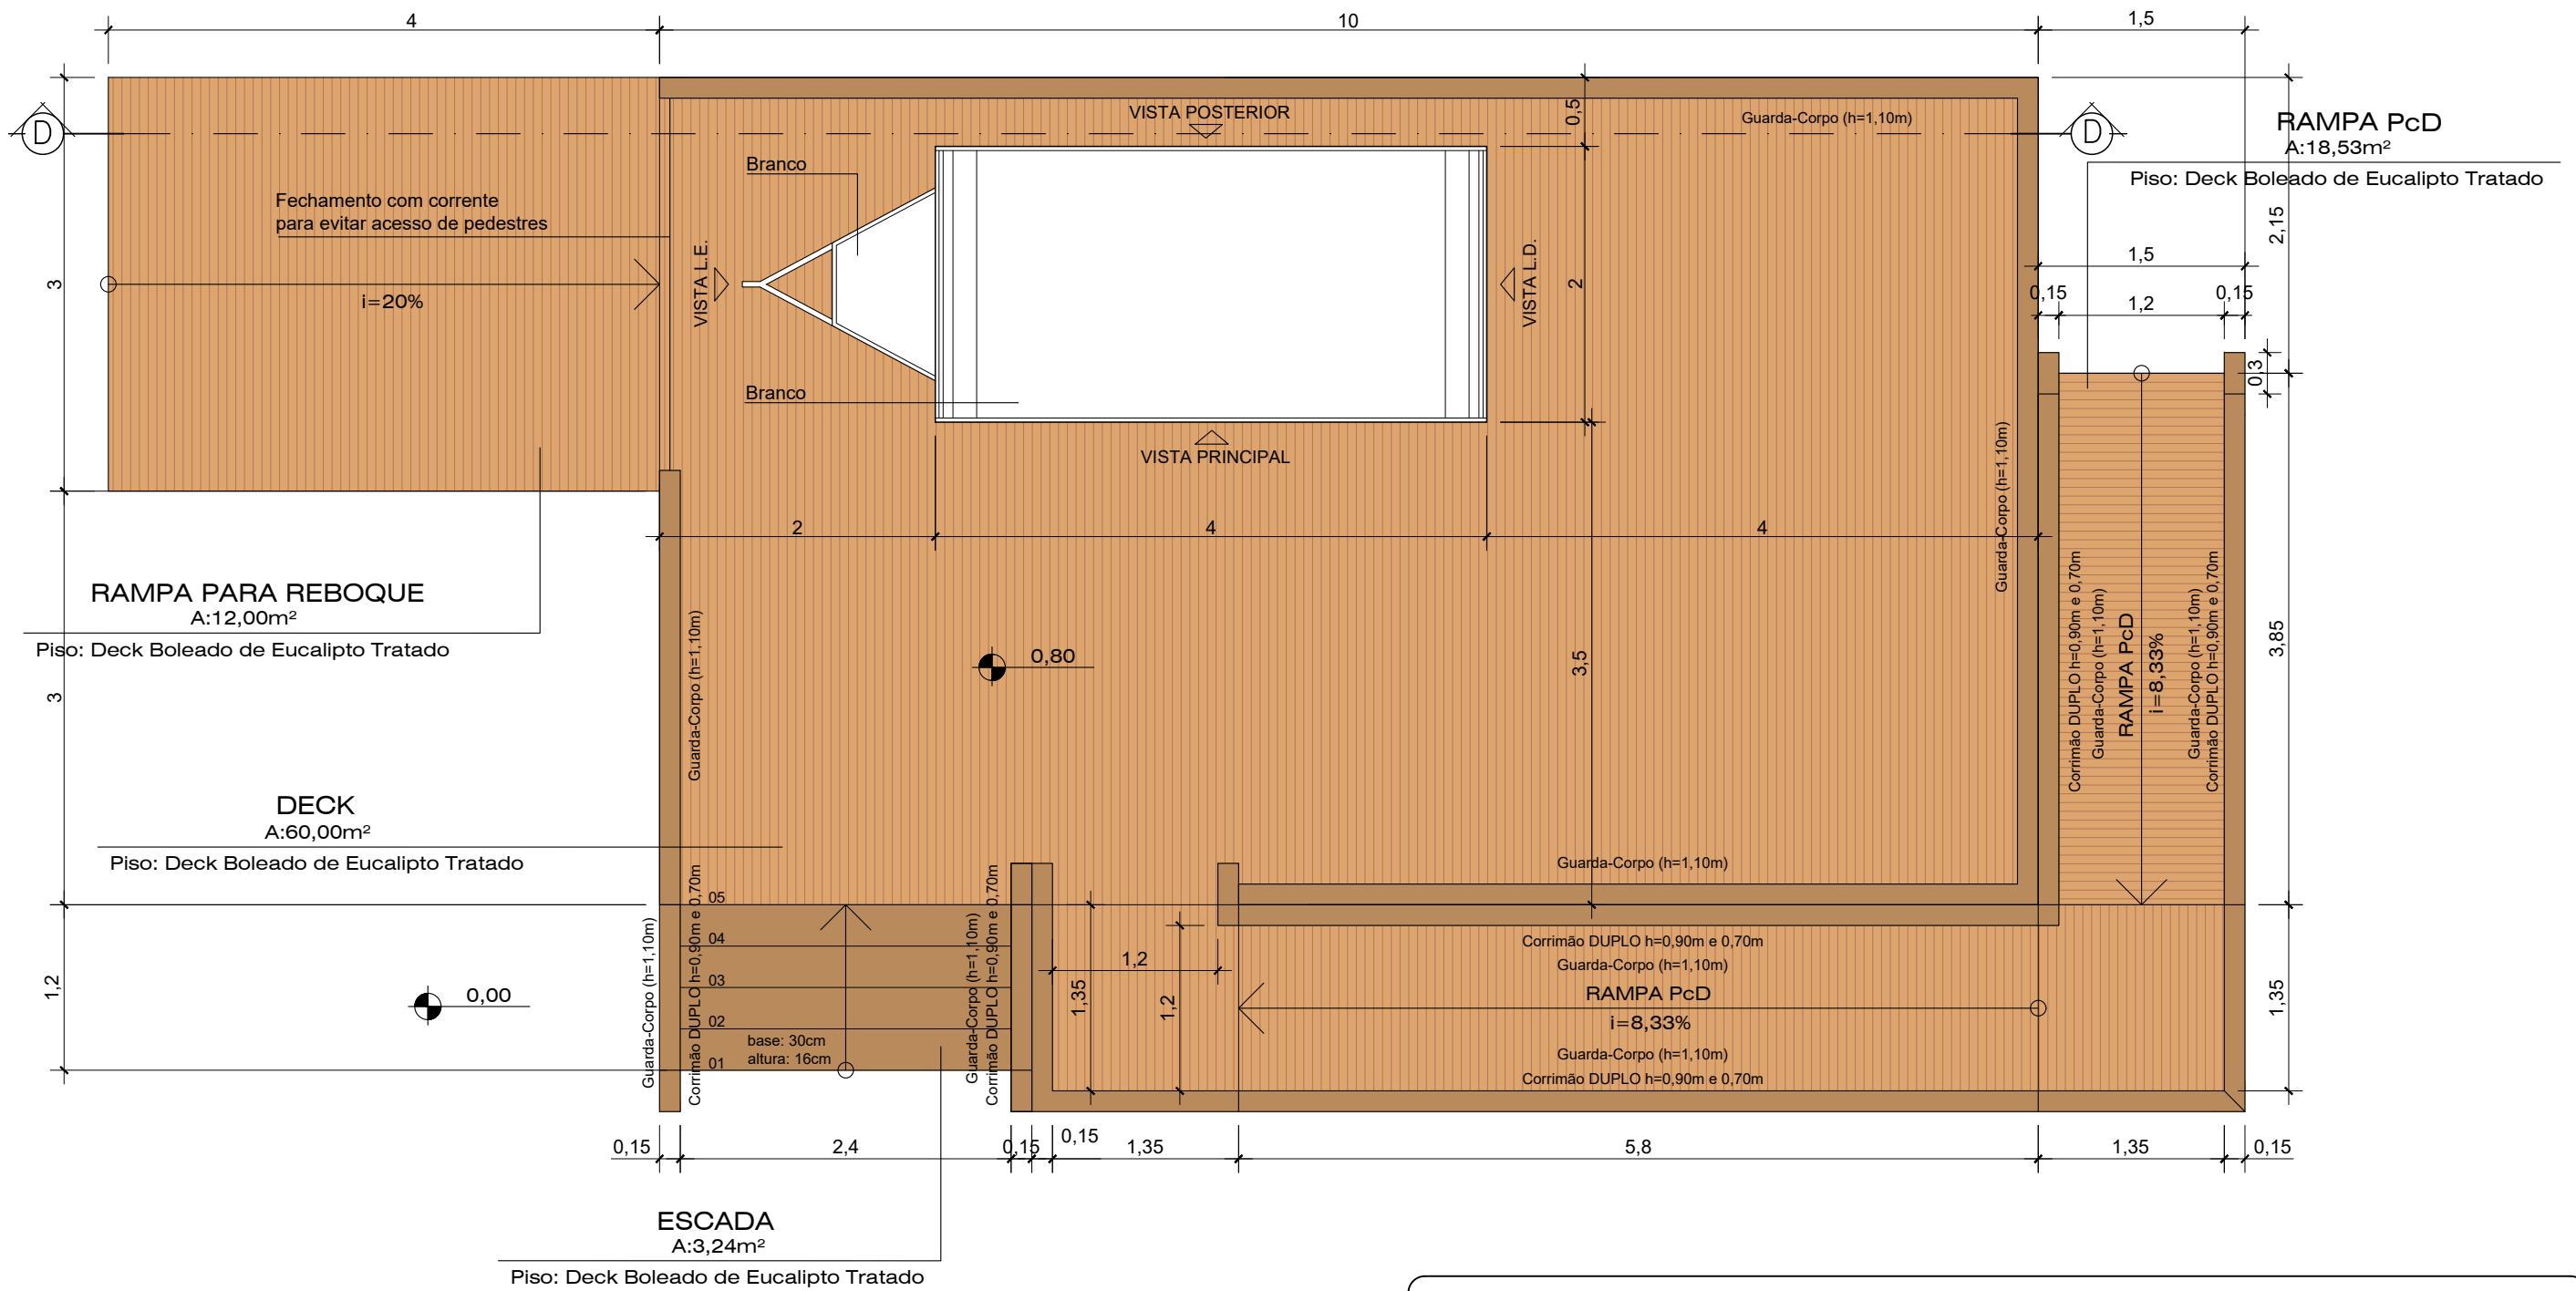 4
10
1,5
D
VISTA POSTERIOR
0,5
Guarda-Corpo (h=1,10m)
D
RAMPA PcD
A:18,53m²
Piso: Deck Boleado de Eucalipto Tratado
Branco
Fechamento com corrente
para evitar acesso de pedestres
3
i=20%
VISTA L.E.
2
VISTA L.D.
2,15
1,5
0,15
1,2
0,15
0,3
Branco
VISTA PRINCIPAL
2
4
4
Guarda-Corpo (h=1,10m)
RAMPA PARA REBOQUE
A:12,00m²
Piso: Deck Boleado de Eucalipto Tratado
3
Guarda-Corpo (h=1,10m)
0,80
3,5
Corrimão DUPLO h=0,90m e 0,70m
Guarda-Corpo (h=1,10m)
RAMPA PcD
i=8,33%
Guarda-Corpo (h=1,10m)
Corrimão DUPLO h=0,90m e 0,70m
3,85
DECK
A:60,00m²
Piso: Deck Boleado de Eucalipto Tratado
Guarda-Corpo (h=1,10m)
1,2
0,00
Guarda-Corpo (h=1,10m)
Corrimão DUPLO h=0,90m e 0,70m
05
04
03
02
01
base: 30cm
altura: 16cm
Guarda-Corpo (h=1,10m)
Corrimão DUPLO h=0,90m e 0,70m
1,2
1,35
1,2
Corrimão DUPLO h=0,90m e 0,70m
Guarda-Corpo (h=1,10m)
RAMPA PcD
i=8,33%
Guarda-Corpo (h=1,10m)
Corrimão DUPLO h=0,90m e 0,70m
1,35
0,15
2,4
0,15
0,15
1,35
5,8
1,35
0,15
ESCADA
A:3,24m²
Piso: Deck Boleado de Eucalipto Tratado